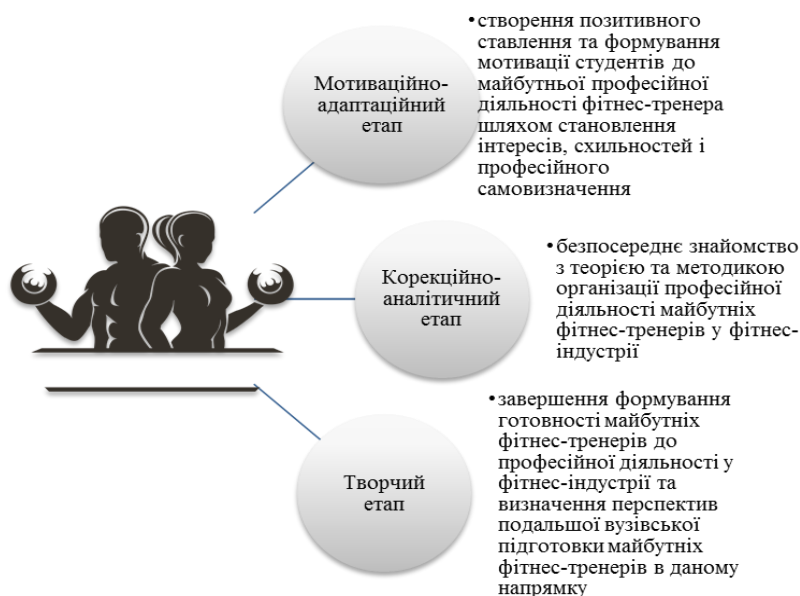 Мотиваційно-
адаптаційний
етап
•створення позитивного
ставлення та формування
мотивації студентів до
майбутньої професійної
діяльності фітнес-тренера
шляхом становлення
інтересів, схильностей і
професійного
самовизначення
Корекційно-
аналітичний
етап
•безпосереднє знайомство
з теорією та методикою
організації професійної
діяльності майбутніх
фітнес-тренерів у фітнес-
індустрії
Творчий
етап
•завершення формування
готовності майбутніх
фітнес-тренерів до
професійної діяльності у
фітнес-індустрії та
визначення перспектив
подальшої вузівської
підготовки майбутніх
фітнес-тренерів в даному
напрямку